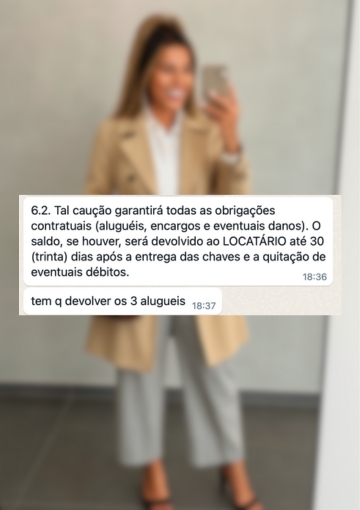 6.2. Tal caução garantirá todas as obrigações
contratuais (aluguéis, encargos e eventuais danos). O
saldo, se houver, será devolvido ao LOCATÁRIO até 30
(trinta) dias após a entrega das chaves e a quitação de
eventuais débitos.
18:36
tem q devolver os 3 alugueis 18:37